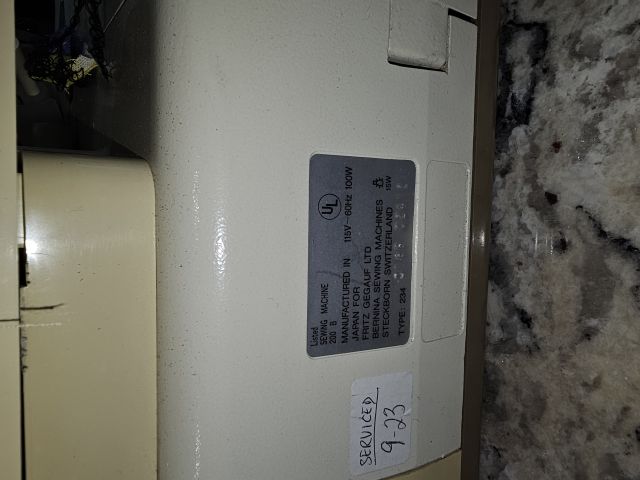 Listed
SEWING MACHINE
200 B
UL
MANUFACTURED IN 115V~60Hz 100W
JAPAN FOR
FRITZ GEGAUF LTD
BERNINA SEWING MACHINES
STECKBORN SWITZERLAND 15W
TYPE: 234
SERVICED
9-23